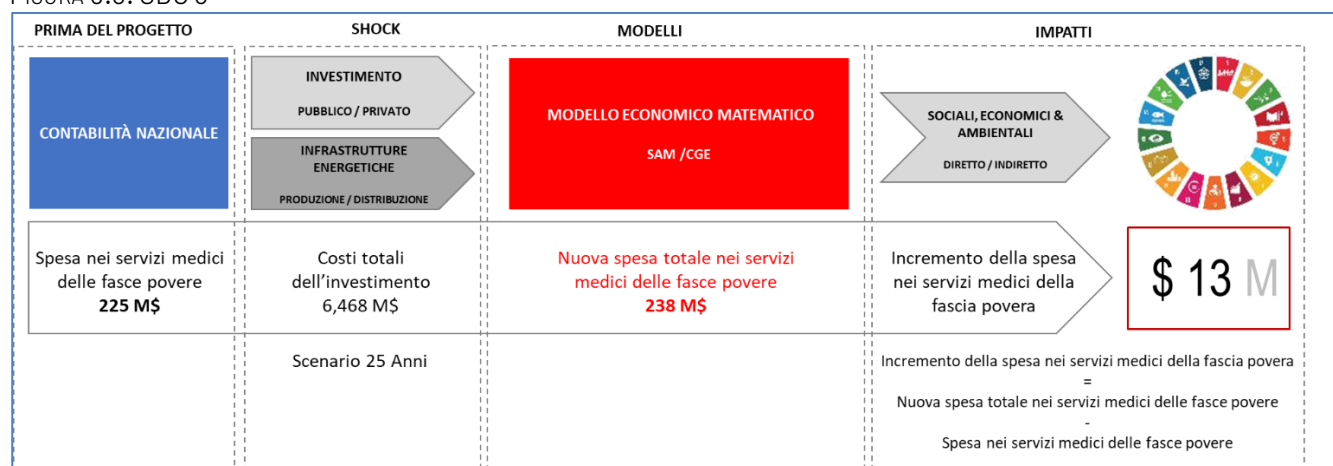 PRIMA DEL PROGETTO
SHOCK
MODELLI
IMPATTI
CONTABILITÀ NAZIONALE
INVESTIMENTO
PUBBLICO / PRIVATO
INFRASTRUTTURE
ENERGETICHE
PRODUZIONE / DISTRIBUZIONE
MODELLO ECONOMICO MATEMATICO
SAM /CGE
SOCIALI, ECONOMICI &
AMBIENTALI
DIRETTO / INDIRETTO
Spesa nei servizi medici
delle fasce povere
225 M$
Costi totali
dell'investimento
6,468 M$
Nuova spesa totale nei servizi
medici delle fasce povere
238 M$
Incremento della spesa
nei servizi medici della
fascia povera
$ 13 M
Scenario 25 Anni
Incremento della spesa nei servizi medici della fascia povera
=
Nuova spesa totale nei servizi medici delle fasce povere
-
Spesa nei servizi medici delle fasce povere